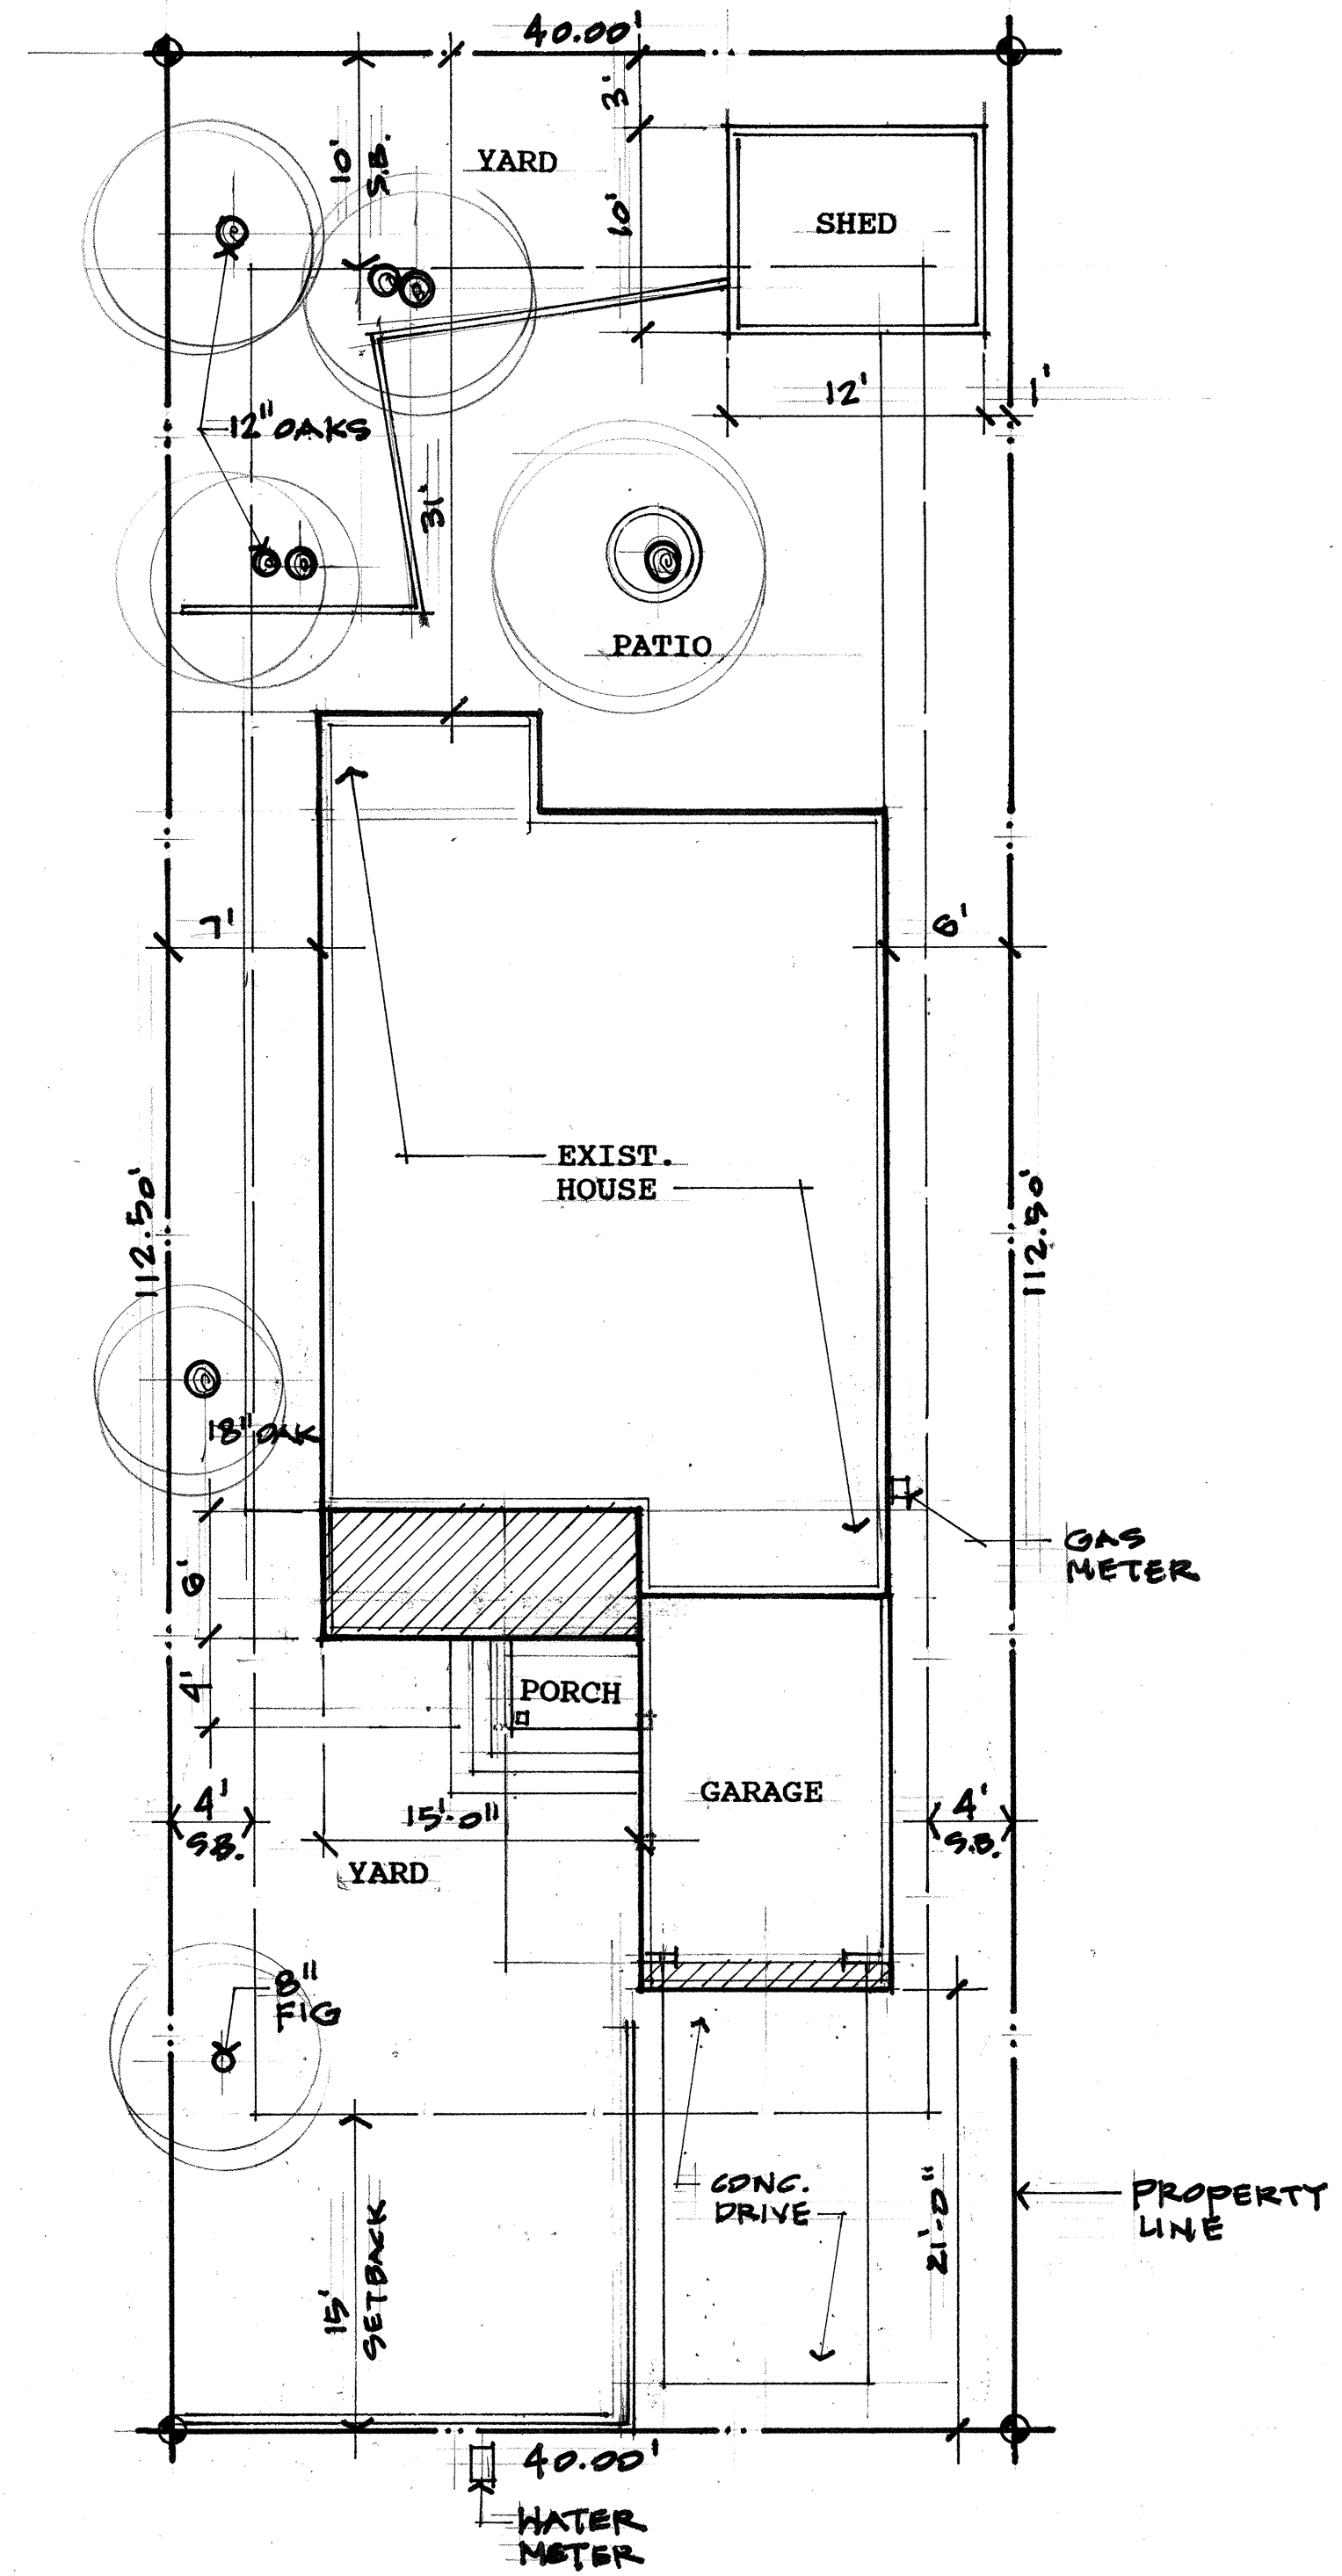 40.00'
3'
10'
S.B.
YARD
10'
SHED
12'
1'
12" OAKS
31'
PATIO
7'
6'
EXIST.
HOUSE
112.50'
112.50'
18" OAK
GAS
METER
6'
4'
PORCH
GARAGE
4'
S.B.
15'-0"
4'
S.B.
YARD
8"
FIG
CONC.
DRIVE
21'-0"
PROPERTY
LINE
15'
SETBACK
40.00'
WATER
METER